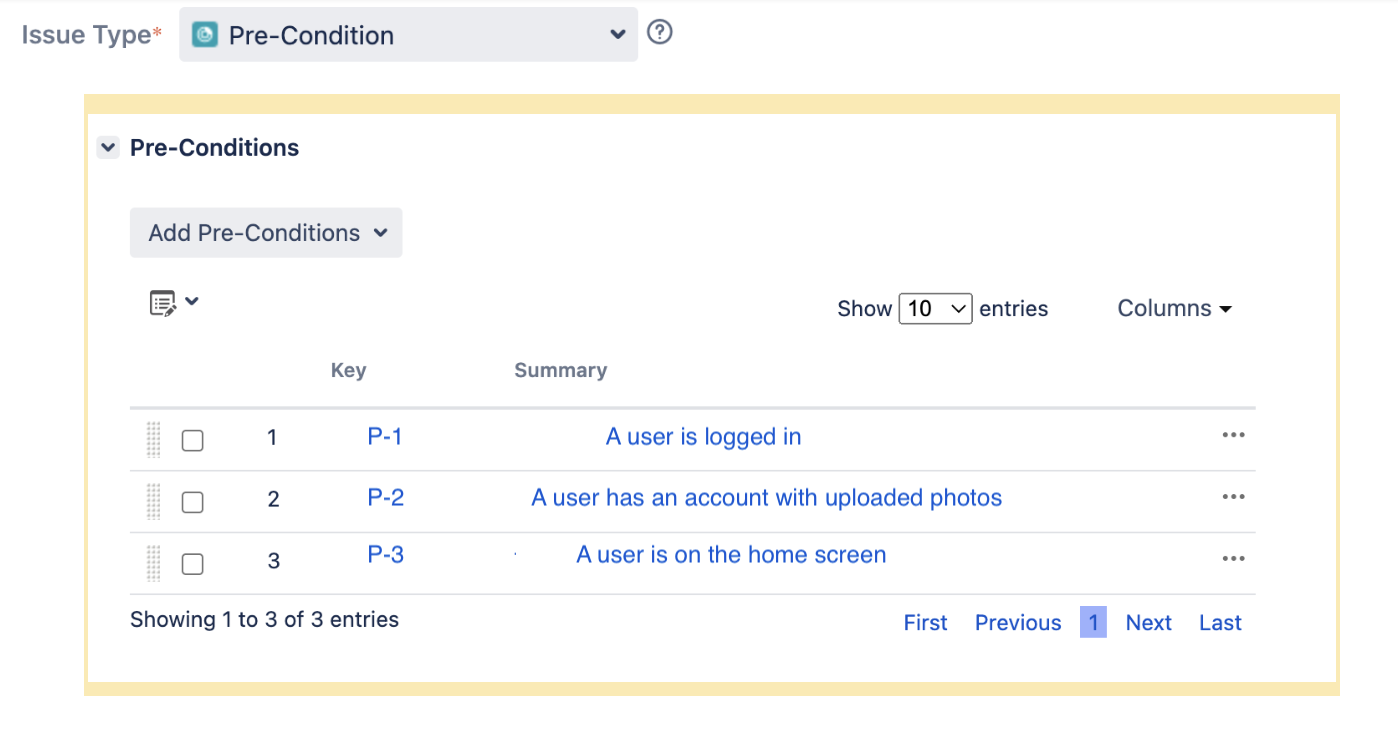 Issue Type* Pre-Condition ?
Pre-Conditions
Add Pre-Conditions
Show 10 entries Columns
Key Summary
1 P-1 A user is logged in
2 P-2 A user has an account with uploaded photos
3 P-3 A user is on the home screen
Showing 1 to 3 of 3 entries First Previous 1 Next Last